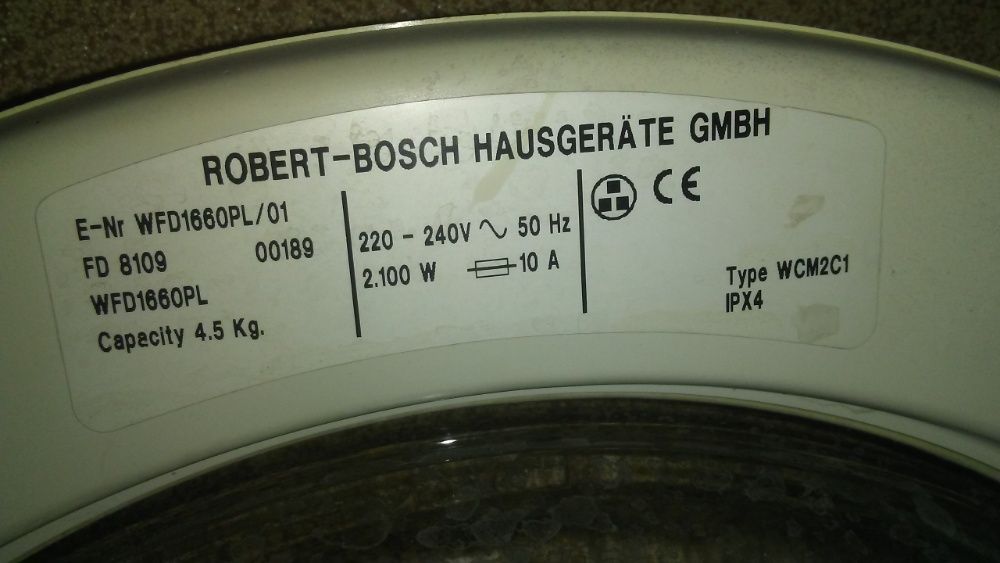 ROBERT-BOSCH HAUSGERÄTE GMBH
E-Nr WFD1660PL/01
FD 8109 00189
WFD1660PL
Capacity 4.5 Kg.
220 - 240V ∿ 50 Hz
2.100 W 10 A
CE
Type WCM2C1
IPX4